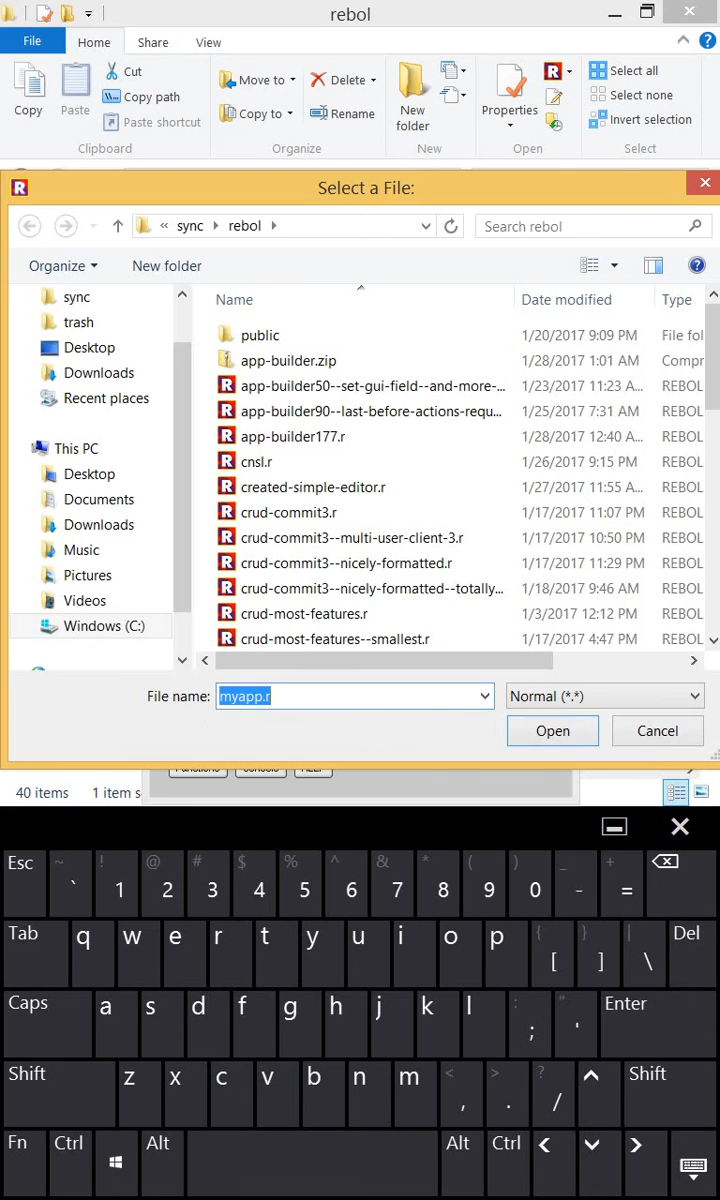 rebol
File Home Share View
Copy
Paste
Cut
Copy path
Paste shortcut
Clipboard
Move to
Copy to
Delete
Rename
Organize
New folder
New
Properties
Open
Select all
Select none
Invert selection
Select
R Select a File:
« sync rebol Search rebol
Organize New folder
sync
trash
Desktop
Downloads
Recent places
This PC
Desktop
Documents
Downloads
Music
Pictures
Videos
Windows (C:)
Name Date modified Type
public 1/20/2017 9:09 PM File fol
app-builder.zip 1/28/2017 1:01 AM Compr
app-builder50--set-gui-field--and-more-... 1/23/2017 11:23 A... REBOL
app-builder90--last-before-actions-requ... 1/25/2017 7:31 AM REBOL
app-builder177.r 1/28/2017 12:40 A... REBOL
cnsl.r 1/26/2017 9:15 PM REBOL
created-simple-editor.r 1/27/2017 11:55 A... REBOL
crud-commit3.r 1/17/2017 11:07 PM REBOL
crud-commit3--multi-user-client-3.r 1/17/2017 10:50 PM REBOL
crud-commit3--nicely-formatted.r 1/17/2017 11:29 PM REBOL
crud-commit3--nicely-formatted--totally... 1/18/2017 9:46 AM REBOL
crud-most-features.r 1/3/2017 12:12 PM REBOL
crud-most-features--smallest.r 1/17/2017 4:47 PM REBOL
File name: myapp.r Normal (*.*)
Open Cancel
40 items 1 item s
Esc ~ ` ! 1 @ 2 # 3 $ 4 % 5 ^ 6 & 7 * 8 ( 9 ) 0 _ - + =
Tab q w e r t y u i o p { [ } ] | \ Del
Caps a s d f g h j k l : ; " ' Enter
Shift z x c v b n m < , > . ? / Shift
Fn Ctrl Alt Alt Ctrl